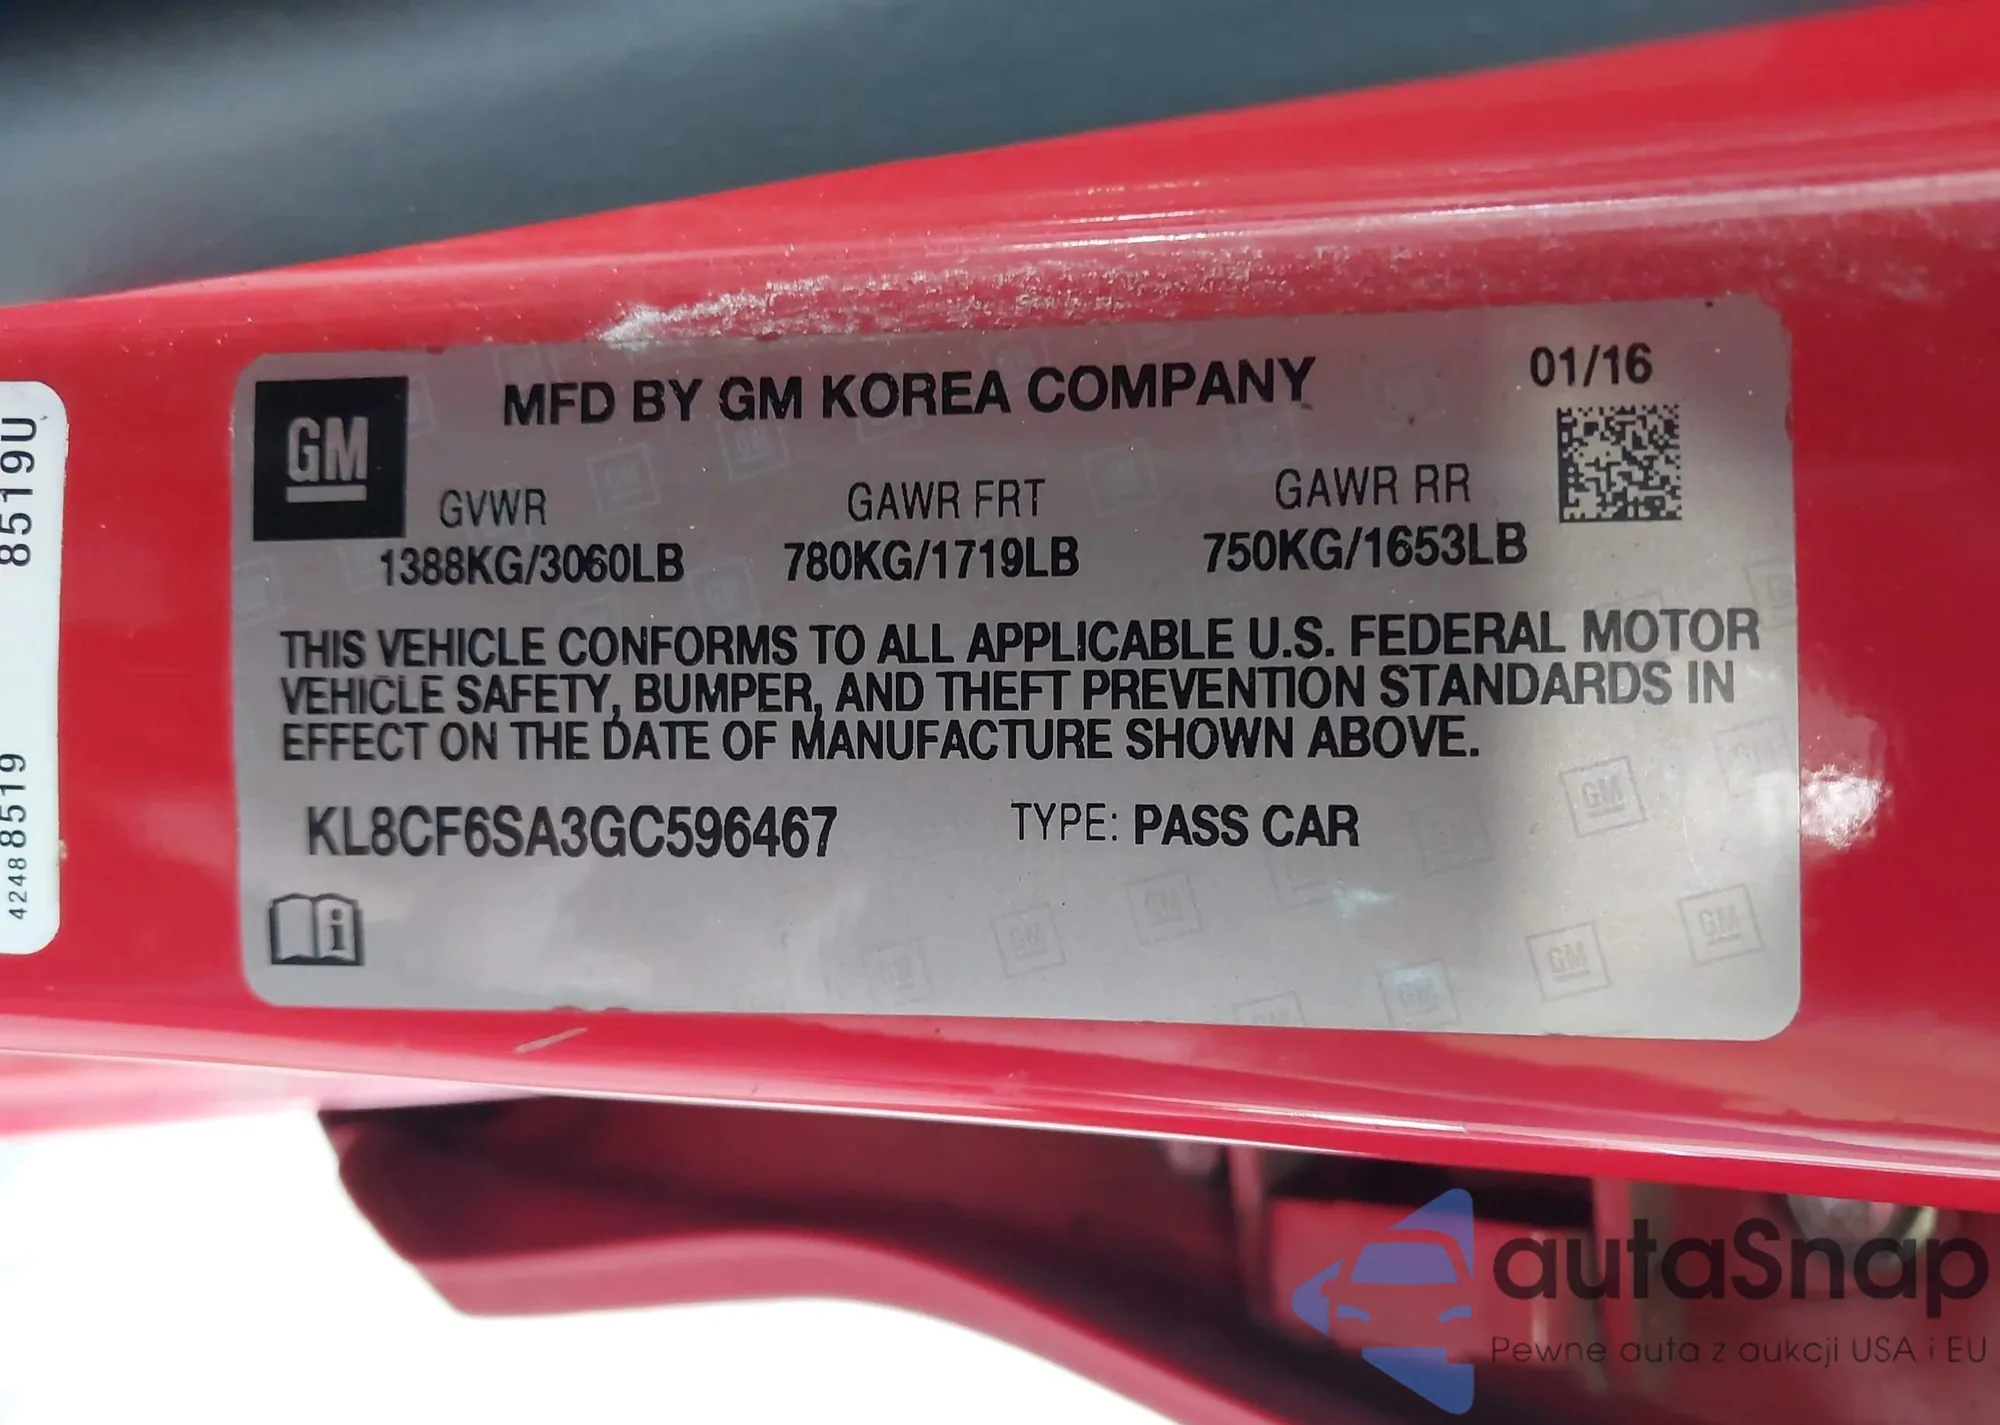 MFD BY GM KOREA COMPANY
01/16
GM
GVWR
GAWR FRT
GAWR RR
1388KG/3060LB
780KG/1719LB
750KG/1653LB
THIS VEHICLE CONFORMS TO ALL APPLICABLE U.S. FEDERAL MOTOR
VEHICLE SAFETY, BUMPER, AND THEFT PREVENTION STANDARDS IN
EFFECT ON THE DATE OF MANUFACTURE SHOWN ABOVE.
KL8CF6SA3GC596467
TYPE: PASS CAR
42488519
8519U
autaSnap
Pewne auta z aukcji USA i EU